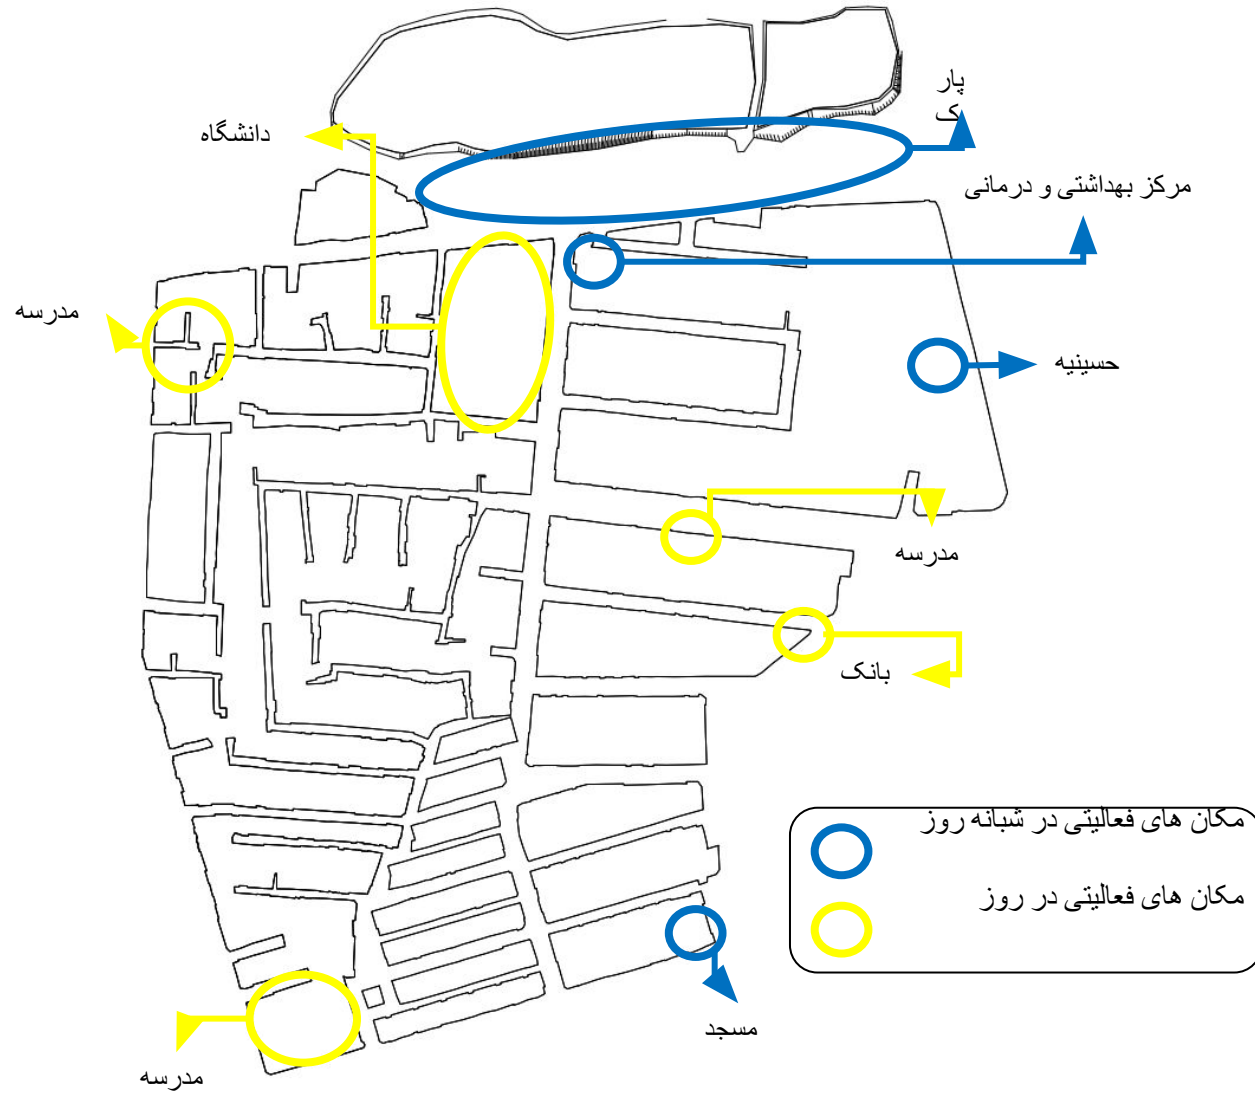 پار
ک
دانشگاه
مرکز بهداشتی و درمانی
مدرسه
حسینیه
مدرسه
بانک
مکان های فعالیتی در شبانه روز
مکان های فعالیتی در روز
مسجد
مدرسه